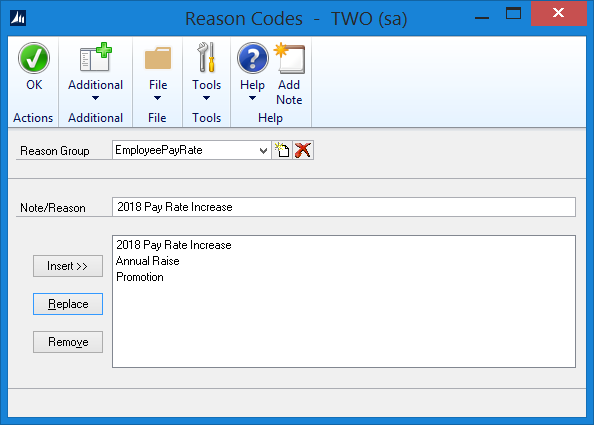 Reason Codes - TWO (sa)
OK
Additional
File
Tools
Help
Add
Note
Actions
Additional
File
Tools
Help
Reason Group
EmployeePayRate
Note/Reason
2018 Pay Rate Increase
2018 Pay Rate Increase
Annual Raise
Promotion
Insert >>
Replace
Remove